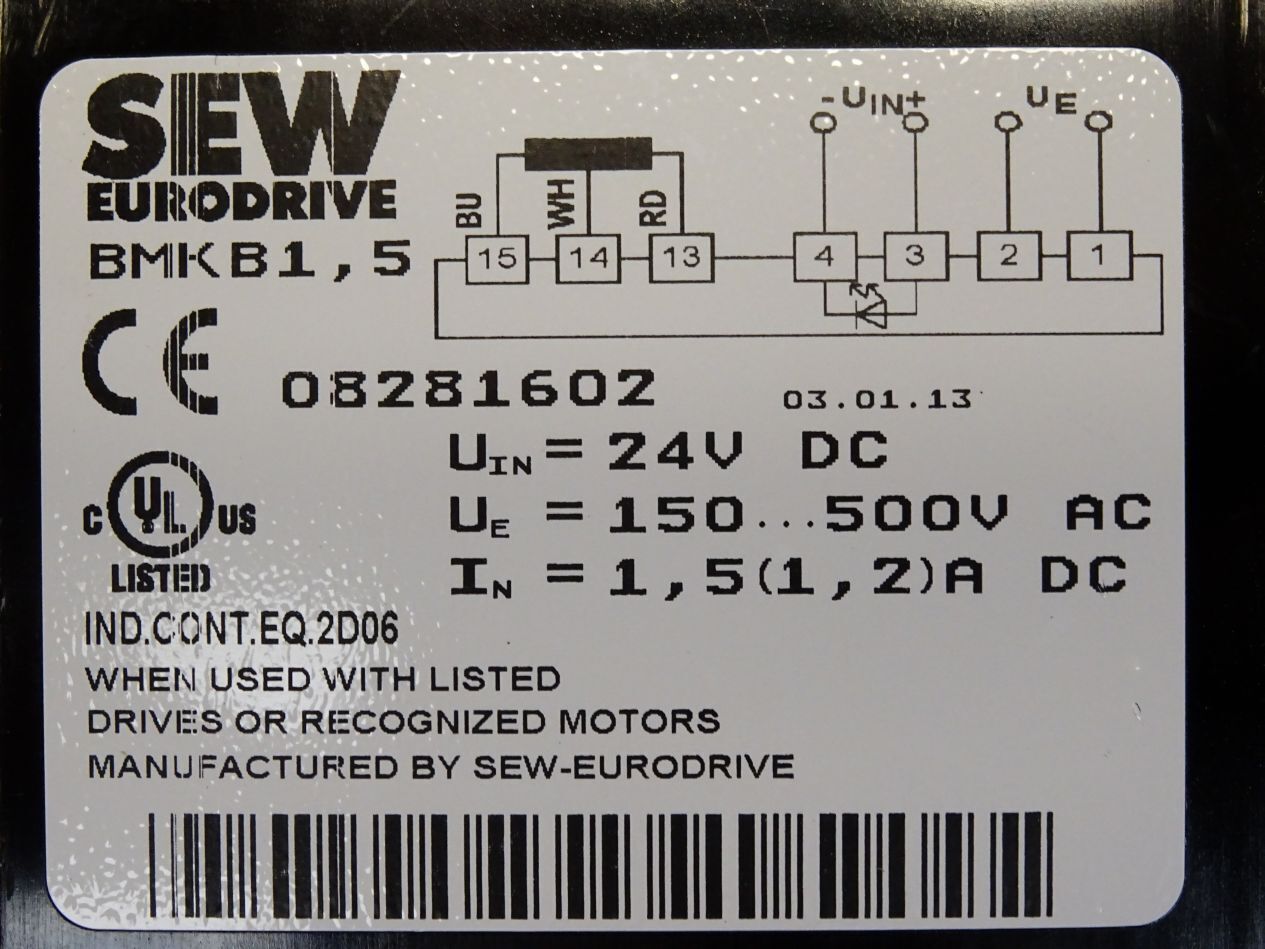 SEW
EURODRIVE
BMKB1,5
- UIN +
UE
BU
WH
RD
15
14
13
4
3
2
1
CE
08281602
03.01.13
UIN = 24V DC
UE = 150...500V AC
IN = 1,5(1,2)A DC
C UL US
LISTED
IND.CONT.EQ.2D06
WHEN USED WITH LISTED
DRIVES OR RECOGNIZED MOTORS
MANUFACTURED BY SEW-EURODRIVE